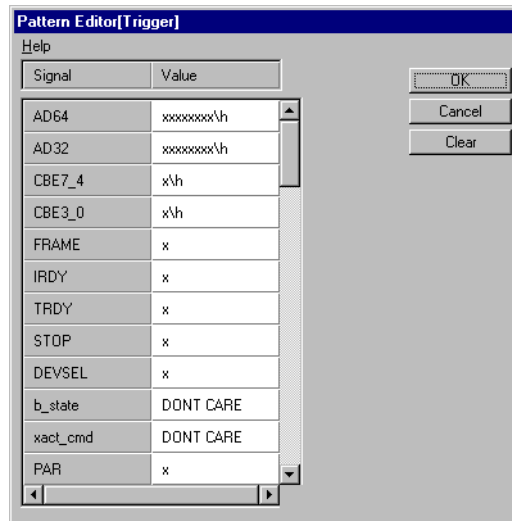 Pattern Editor[Trigger]
Help
Signal Value
OK
Cancel
Clear
AD64 xxxxxxxx\h
AD32 xxxxxxxx\h
CBE7_4 x\h
CBE3_0 x\h
FRAME x
IRDY x
TRDY x
STOP x
DEVSEL x
b_state DONT CARE
xact_cmd DONT CARE
PAR x